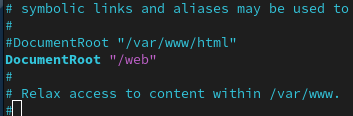 # symbolic links and aliases may be used to
#
#DocumentRoot "/var/www/html"
DocumentRoot "/web"
#
# Relax access to content within /var/www.
#